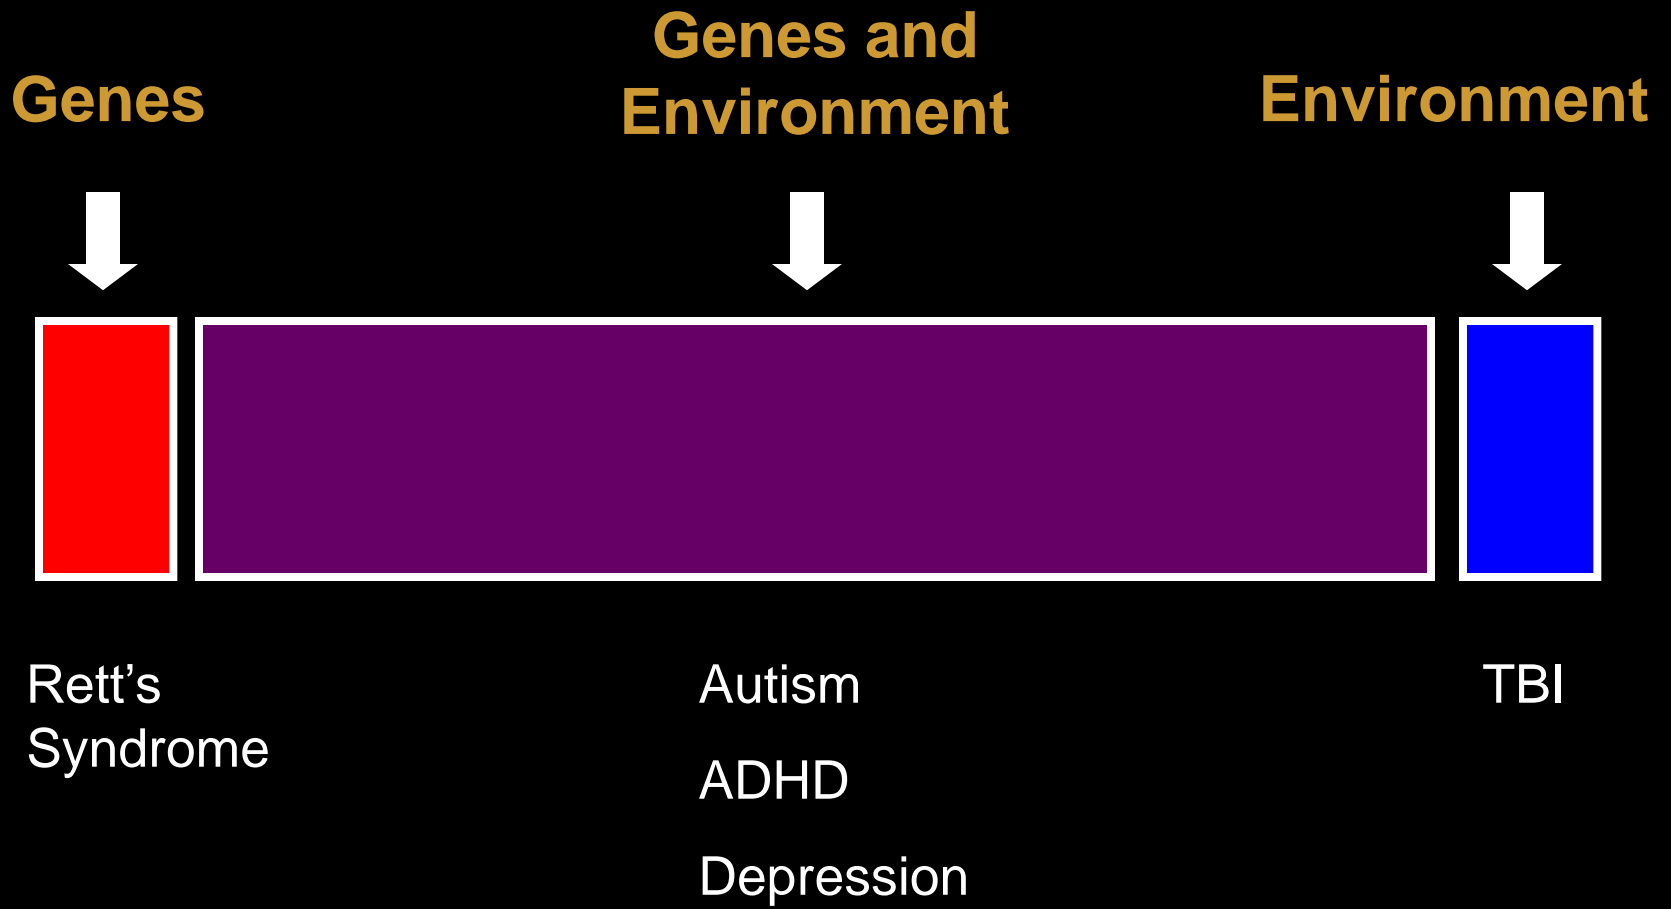 Genes
Genes and
Environment
Environment
Rett’s
Syndrome
Autism
ADHD
Depression
TBI